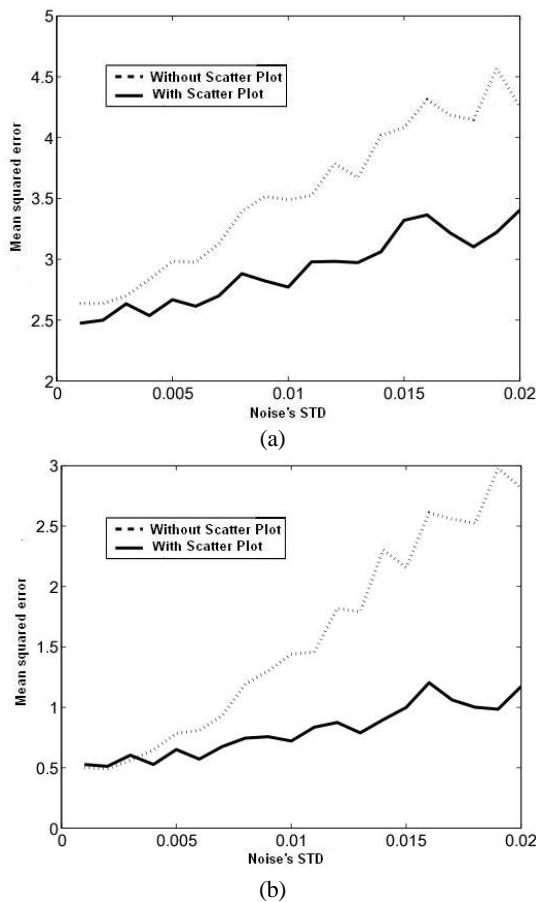 5
4.5
4
3.5
3
2.5
2
Mean squared error
Without Scatter Plot
With Scatter Plot
0 0.005 0.01 0.015 0.02
Noise's STD
(a)
3
2.5
2
1.5
1
0.5
0
Mean squared error
Without Scatter Plot
With Scatter Plot
0 0.005 0.01 0.015 0.02
Noise's STD
(b)